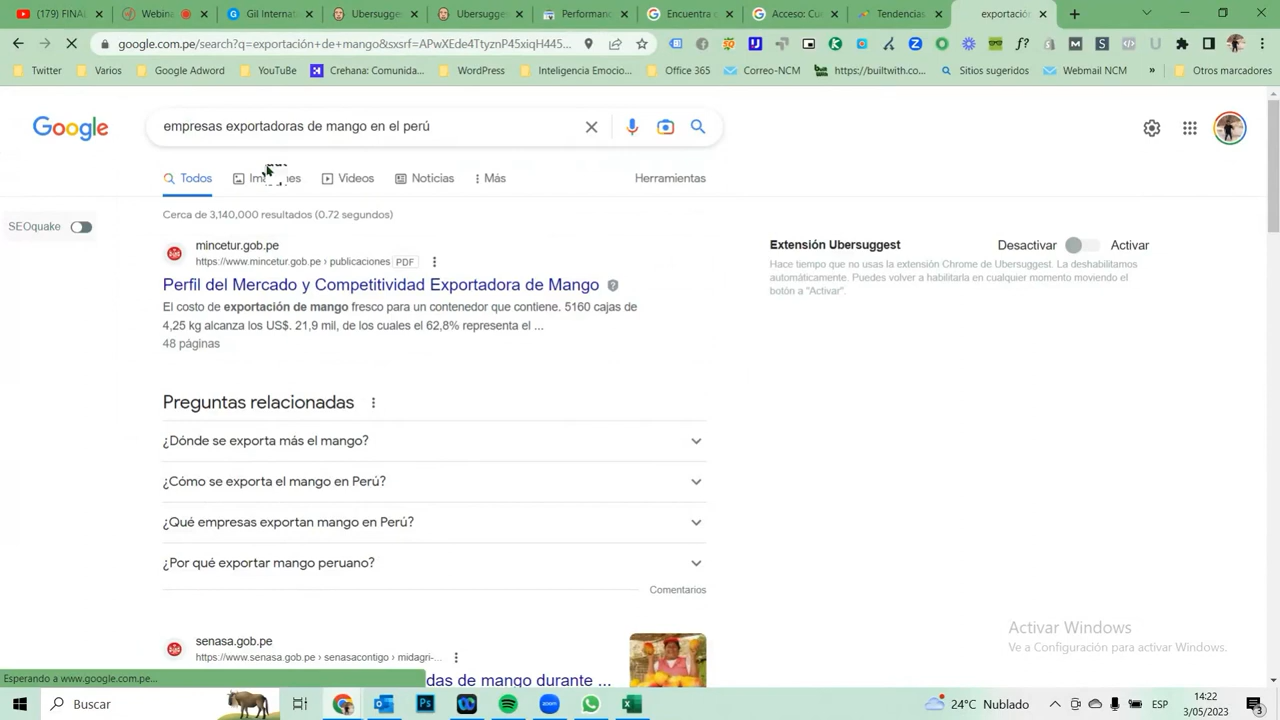 (179) FINAL
Webina
Gil Internat
Ubersugge
Ubersugge
Performanc
Encuentra o
Acceso: Cu
Tendencias
exportación
google.com.pe/search?q=exportación+de+mango&sxsrf=APwXEde4TtyznP45xiqH445...
Twitter
Varios
Google Adword
YouTube
Crehana: Comunida...
WordPress
Inteligencia Emocio...
Office 365
Correo-NCM
https://builtwith.co...
Sitios sugeridos
Webmail NCM
»
Otros marcadores
Google
empresas exportadoras de mango en el perú
Todos
Videos
Noticias
Más
Herramientas
Cerca de 3,140,000 resultados (0.72 segundos)
SEOquake
mincetur.gob.pe
https://www.mincetur.gob.pe › publicaciones PDF
Perfil del Mercado y Competitividad Exportadora de Mango
El costo de exportación de mango fresco para un contenedor que contiene. 5160 cajas de
4,25 kg alcanza los US$. 21,9 mil, de los cuales el 62,8% representa el ...
48 páginas
Extensión Ubersuggest
Desactivar
Activar
Hace tiempo que no usas la extensión Chrome de Ubersuggest. La deshabilitamos
automáticamente. Puedes volver a habilitarla en cualquier momento moviendo el
botón a "Activar".
Preguntas relacionadas
¿Dónde se exporta más el mango?
¿Cómo se exporta el mango en Perú?
¿Qué empresas exportan mango en Perú?
¿Por qué exportar mango peruano?
Comentarios
senasa.gob.pe
https://www.senasa.gob.pe › senasacontigo › midagri-...
das de mango durante ...
Activar Windows
Ve a Configuración para activar Windows.
Esperando a www.google.com.pe...
Buscar
24°C Nublado
ESP
14:22
3/05/2023
3